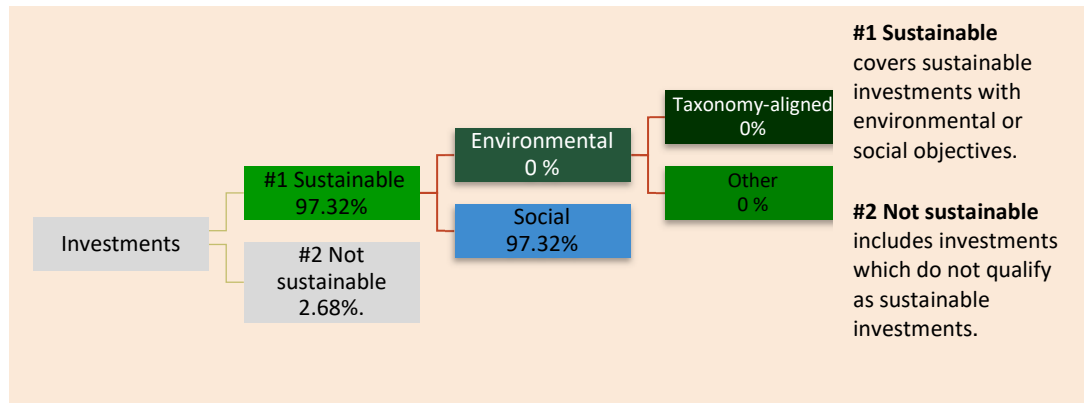 Investments
#1 Sustainable
97.32%
#2 Not
sustainable
2.68%.
Environmental
0 %
Social
97.32%
Taxonomy-aligned
0%
Other
0 %
#1 Sustainable
covers sustainable
investments with
environmental or
social objectives.
#2 Not sustainable
includes investments
which do not qualify
as sustainable
investments.